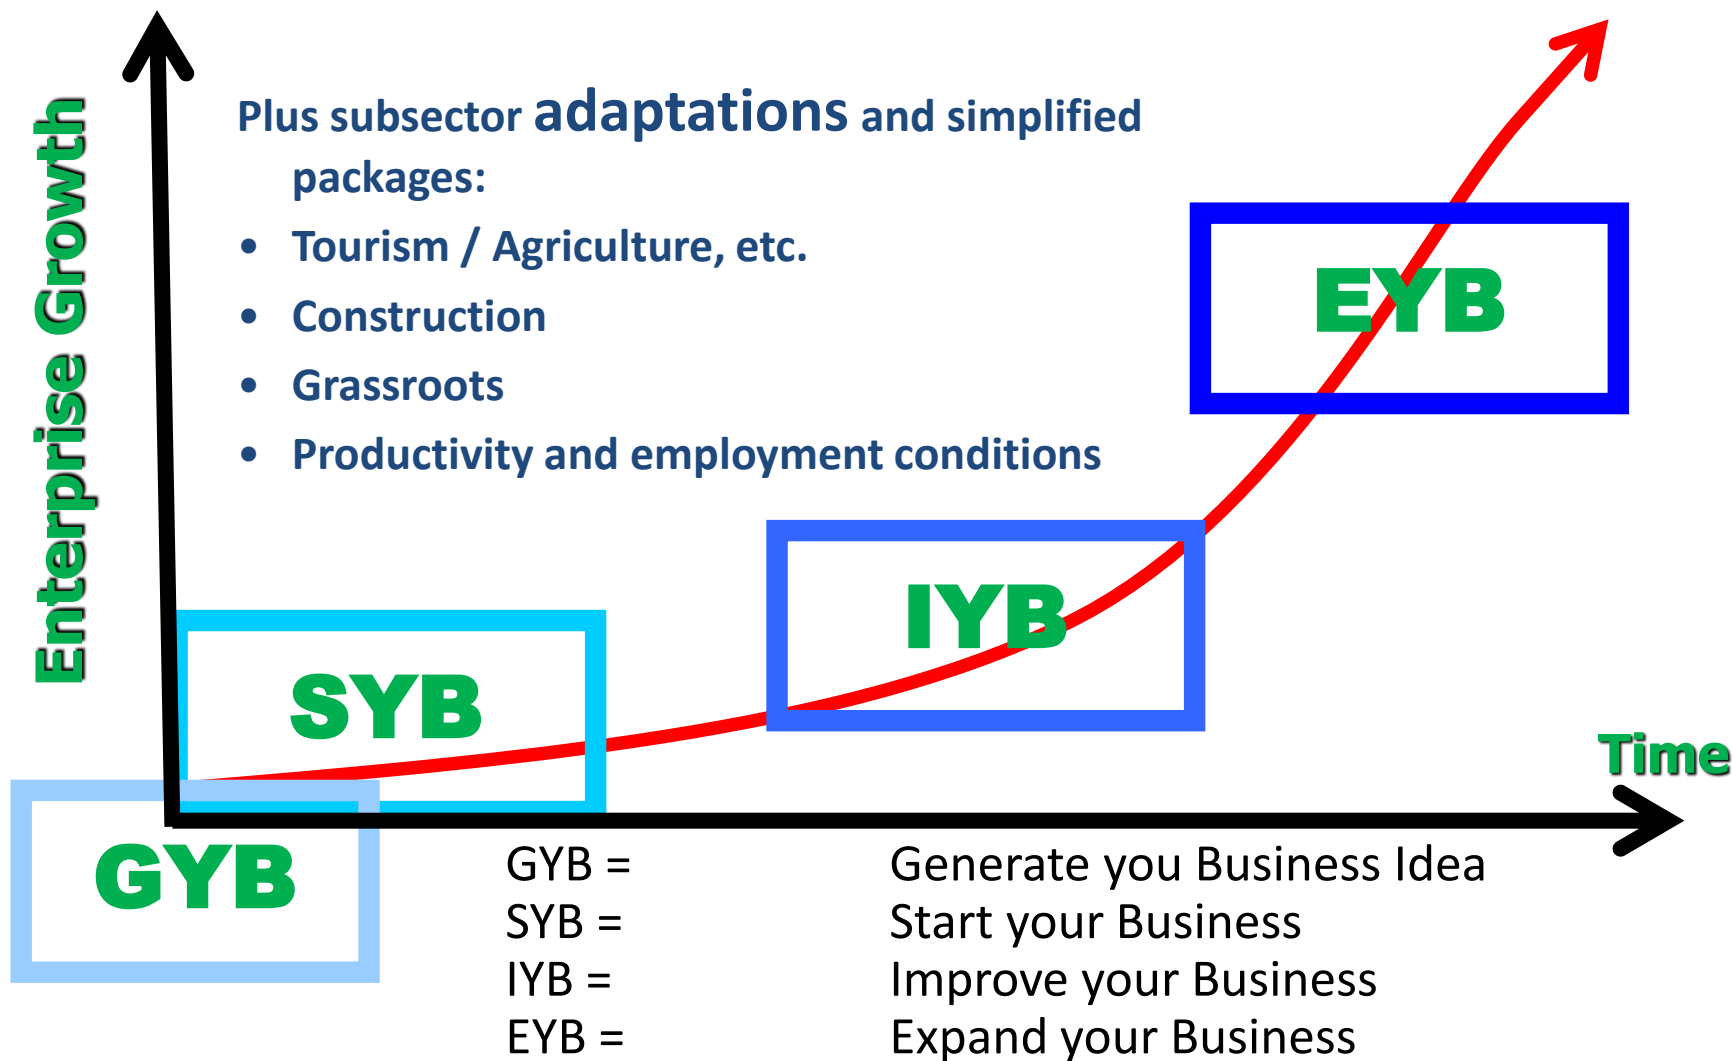 Enterprise Growth
Plus subsector adaptations and simplified
packages:
• Tourism / Agriculture, etc.
• Construction
• Grassroots
• Productivity and employment conditions
EYB
IYB
SYB
Time
GYB
GYB = Generate you Business Idea
SYB = Start your Business
IYB = Improve your Business
EYB = Expand your Business